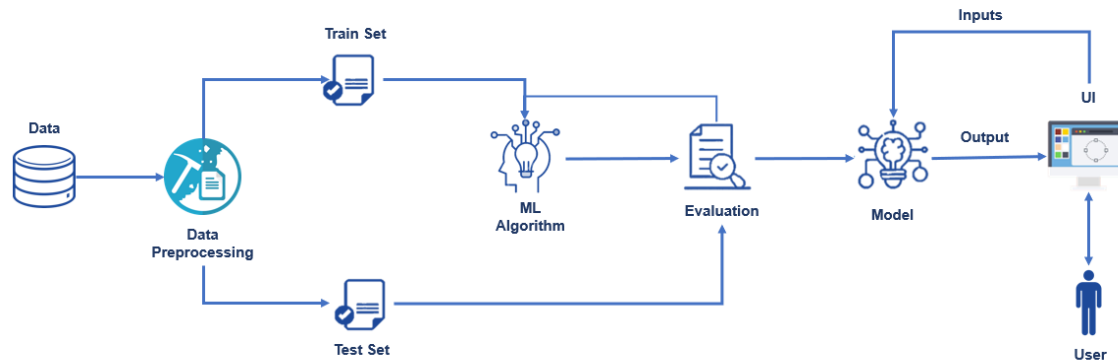 Inputs
Train Set
UI
Data
Output
ML
Algorithm
Evaluation
Model
Data
Preprocessing
Test Set
User